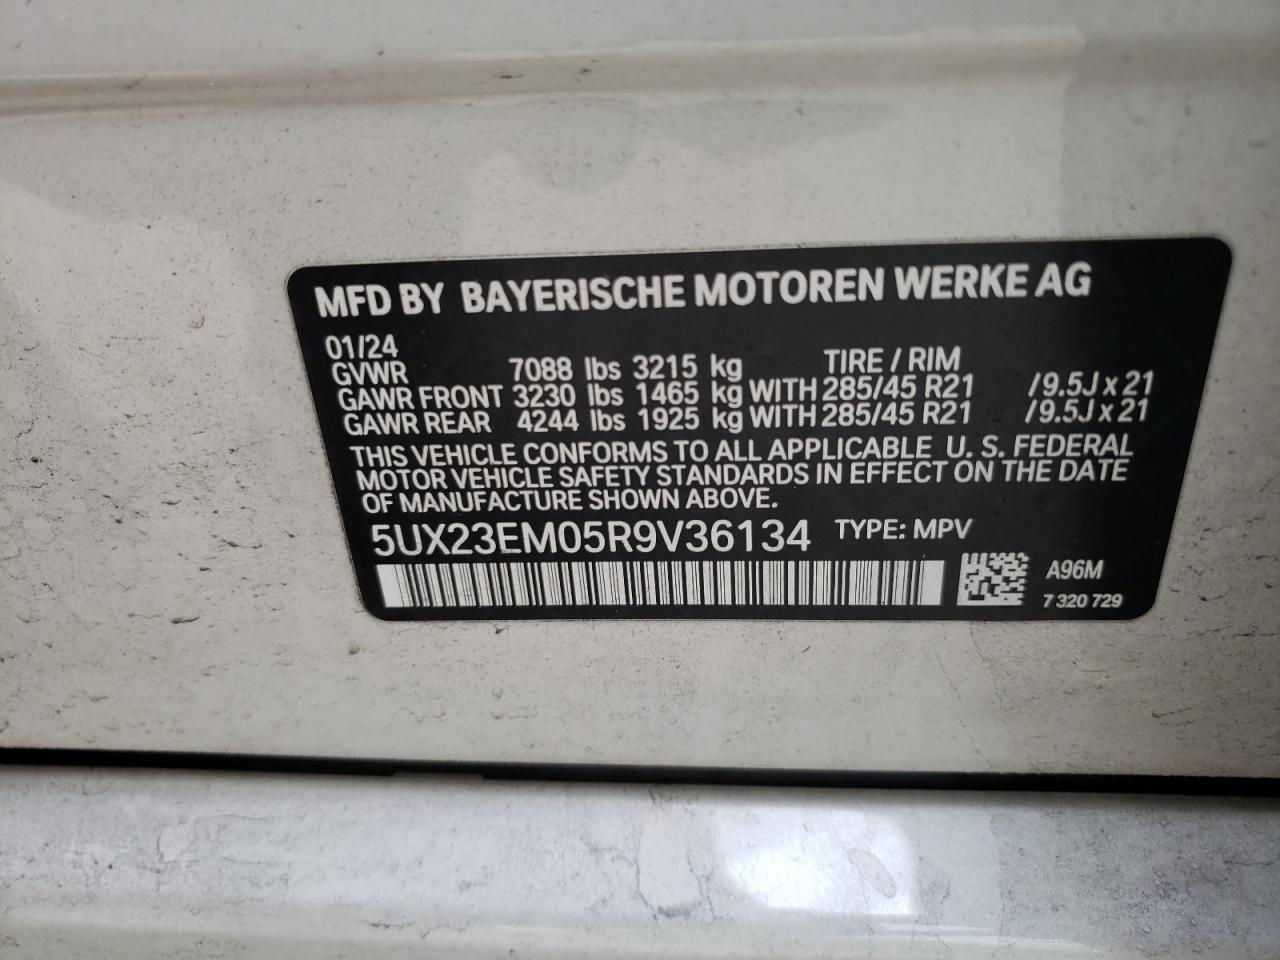 MFD BY BAYERISCHE MOTOREN WERKE AG
01/24
GVWR 7088 lbs 3215 kg TIRE / RIM
GAWR FRONT 3230 lbs 1465 kg WITH 285/45 R21 /9.5J x 21
GAWR REAR 4244 lbs 1925 kg WITH 285/45 R21 /9.5J x 21
THIS VEHICLE CONFORMS TO ALL APPLICABLE U. S. FEDERAL
MOTOR VEHICLE SAFETY STANDARDS IN EFFECT ON THE DATE
OF MANUFACTURE SHOWN ABOVE.
5UX23EM05R9V36134 TYPE: MPV
A96M
7 320 729